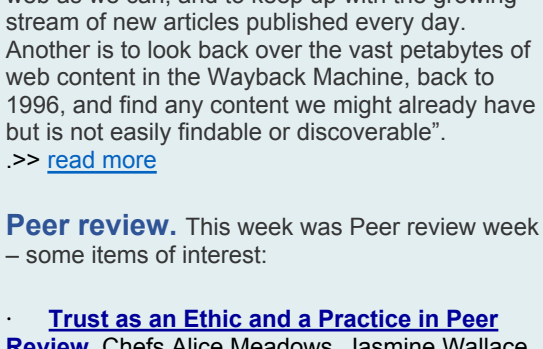 web as we can, and to keep up with the growing
stream of new articles published every day.
Another is to look back over the vast petabytes of
web content in the Wayback Machine, back to
1996, and find any content we might already have
but is not easily findable or discoverable”.
.>> read more
Peer review. This week was Peer review week
– some items of interest:
· Trust as an Ethic and a Practice in Peer
Review. Chefs Alice Meadows, Jasmine Wallace